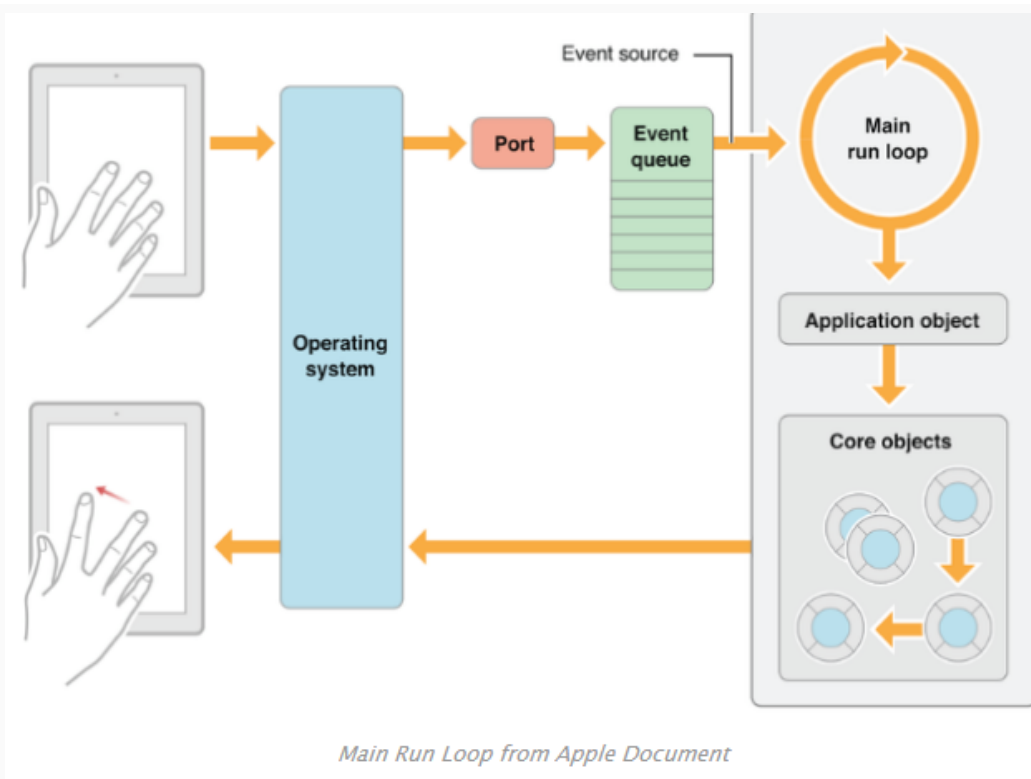 Event source
Port
Event
queue
Main
run loop
Operating
system
Application object
Core objects
Main Run Loop from Apple Document